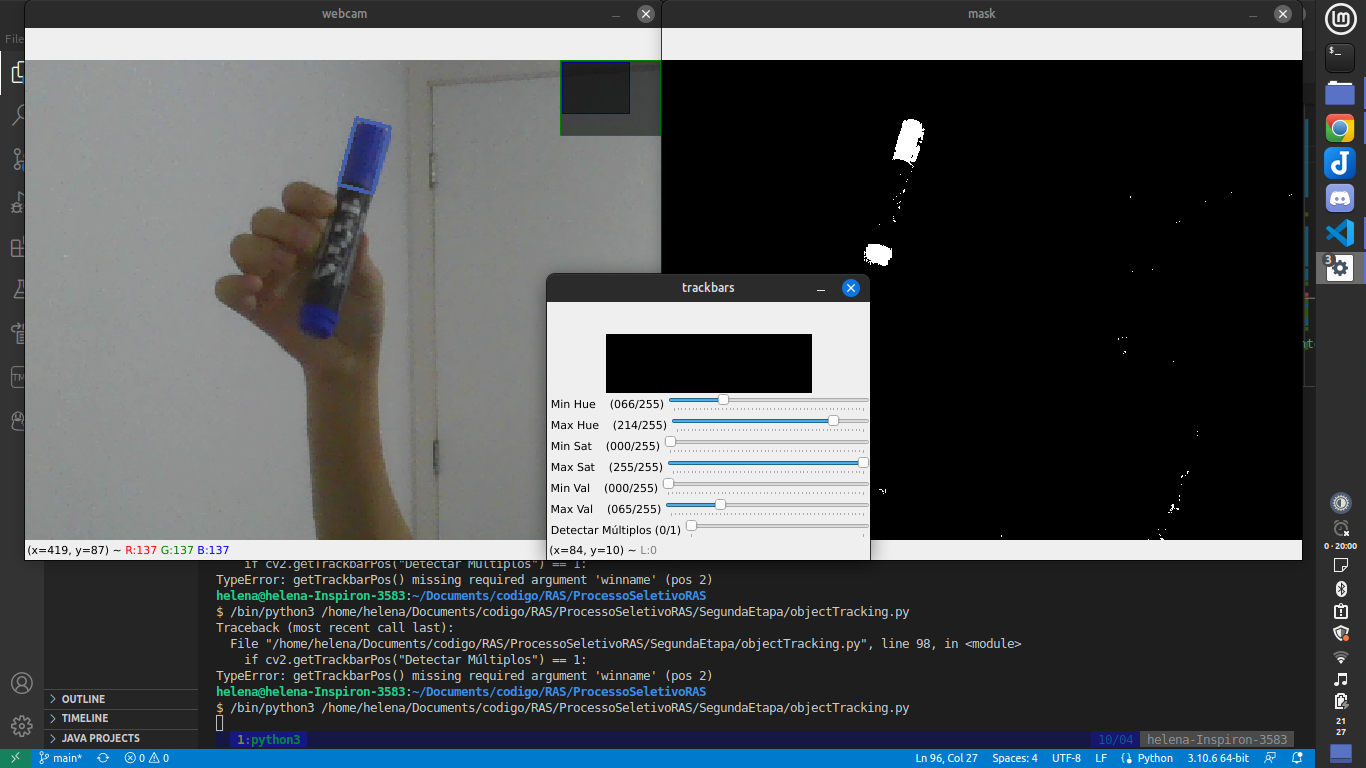 webcam
mask
File
trackbars
Min Hue (066/255)
Max Hue (214/255)
Min Sat (000/255)
Max Sat (255/255)
Min Val (000/255)
Max Val (065/255)
Detectar Múltiplos (0/1)
(x=84, y=10) ~ L:0
(x=419, y=87) ~ R:137 G:137 B:137
if cv2.getTrackbarPos("Detectar Múltiplos") == 1:
TypeError: getTrackbarPos() missing required argument 'winname' (pos 2)
helena@helena-Inspiron-3583:~/Documents/codigo/RAS/ProcessoSeletivoRAS
$ /bin/python3 /home/helena/Documents/codigo/RAS/ProcessoSeletivoRAS/SegundaEtapa/objectTracking.py
Traceback (most recent call last):
File "/home/helena/Documents/codigo/RAS/ProcessoSeletivoRAS/SegundaEtapa/objectTracking.py", line 98, in <module>
if cv2.getTrackbarPos("Detectar Múltiplos") == 1:
TypeError: getTrackbarPos() missing required argument 'winname' (pos 2)
helena@helena-Inspiron-3583:~/Documents/codigo/RAS/ProcessoSeletivoRAS
$ /bin/python3 /home/helena/Documents/codigo/RAS/ProcessoSeletivoRAS/SegundaEtapa/objectTracking.py
1:python3
10/04 helena-Inspiron-3583
OUTLINE
TIMELINE
JAVA PROJECTS
main*
0 0
Ln 96, Col 27 Spaces: 4 UTF-8 LF Python 3.10.6 64-bit
TM
$_
3
0 · 20:00
21
27